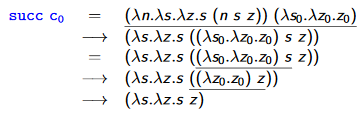 succ c₀ = (λn.λs.λz.s (n s z)) (λs₀.λz₀.z₀)
⟶ (λs.λz.s ((λs₀.λz₀.z₀) s z))
= (λs.λz.s ((λs₀.λz₀.z₀) s z))
⟶ (λs.λz.s ((λz₀.z₀) z))
⟶ (λs.λz.s z)